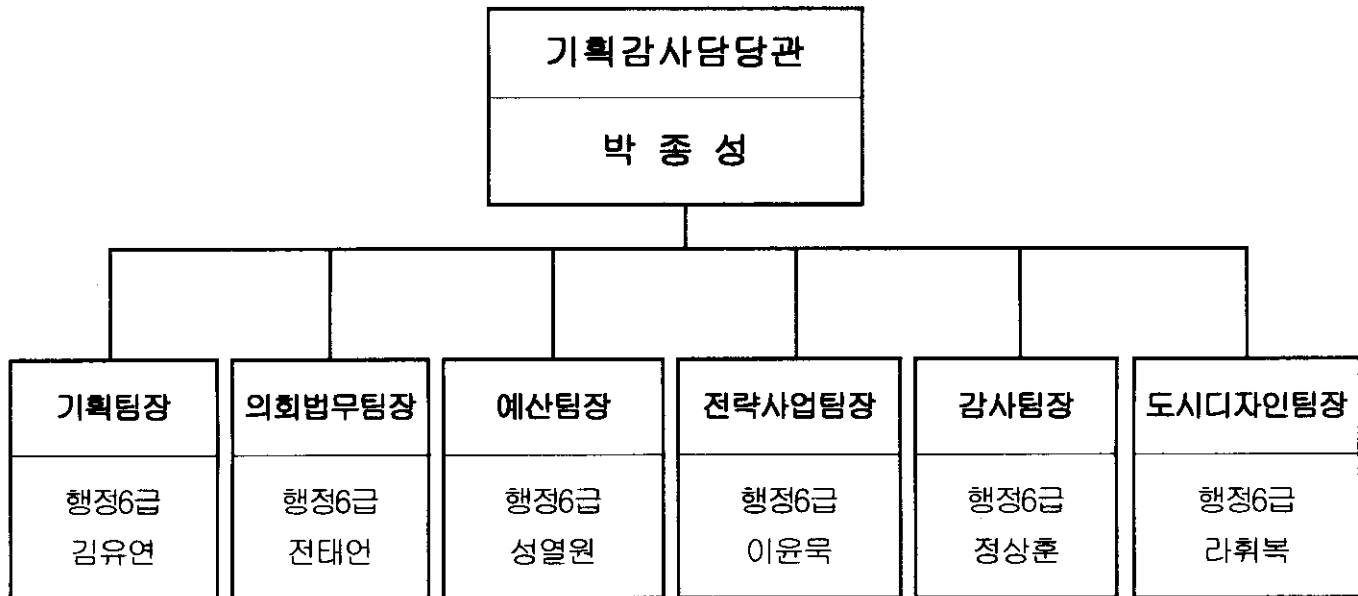 기획감사담당관
박 종 성
기획팀장
행정6급
김유연
의회법무팀장
행정6급
전태언
예산팀장
행정6급
성열원
전략사업팀장
행정6급
이윤묵
감사팀장
행정6급
정상훈
도시디자인팀장
행정6급
라휘복